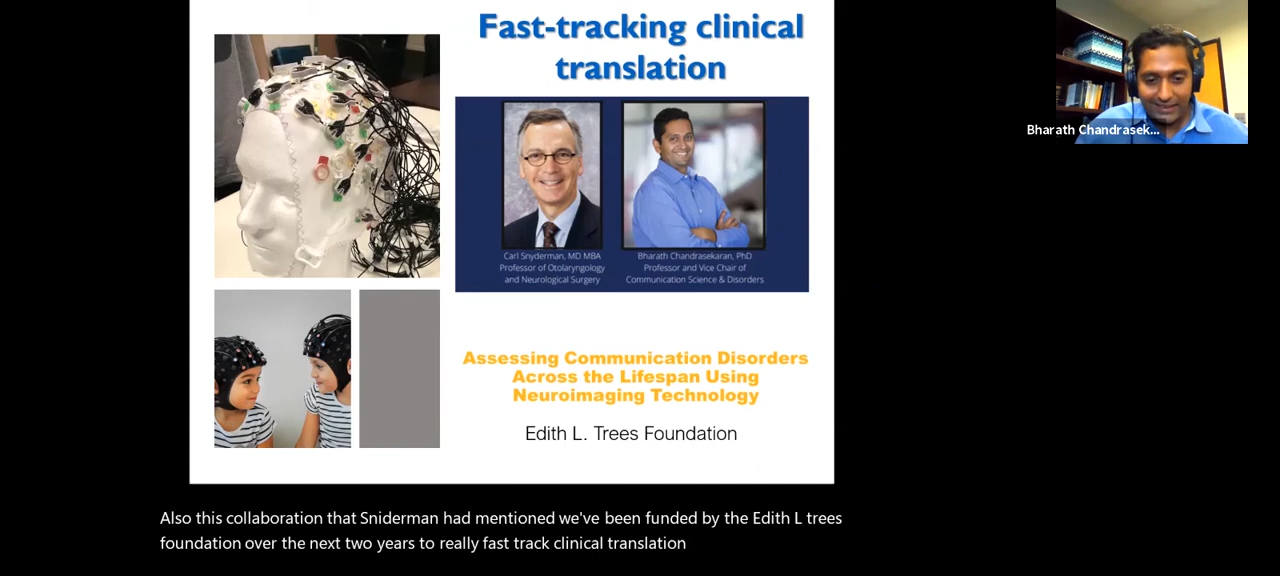 Fast-tracking clinical
translation
Bharath Chandrasek...
Carl Snyderman, MD MBA
Professor of Otolaryngology
and Neurological Surgery
Bharath Chandrasekaran, PhD
Professor and Vice Chair of
Communication Science & Disorders
Assessing Communication Disorders
Across the Lifespan Using
Neuroimaging Technology
Edith L. Trees Foundation
Also this collaboration that Sniderman had mentioned we've been funded by the Edith L trees
foundation over the next two years to really fast track clinical translation